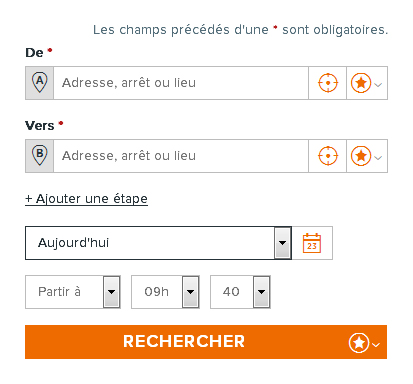 Les champs précédés d'une * sont obligatoires.
De *
A Adresse, arrêt ou lieu
Vers *
B Adresse, arrêt ou lieu
+ Ajouter une étape
Aujourd'hui 23
Partir à 09h 40
RECHERCHER